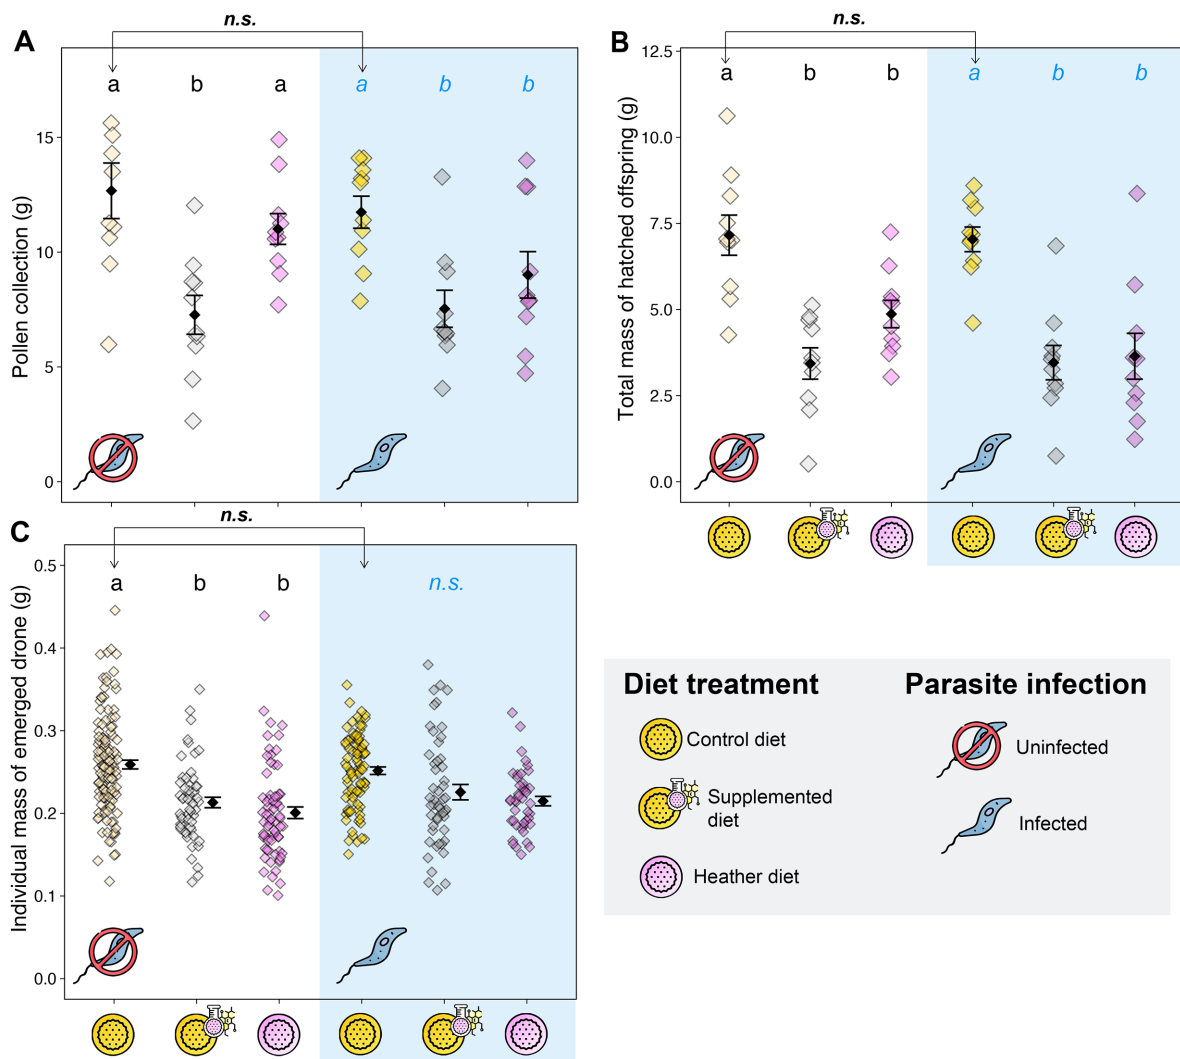 A
n.s.
a
b
a
a
b
b
Pollen collection (g)
15
10
5
0
B
n.s.
a
b
b
a
b
b
Total mass of hatched offspring (g)
12.5
10.0
7.5
5.0
2.5
0.0
C
n.s.
a
b
b
n.s.
Individual mass of emerged drone (g)
0.5
0.4
0.3
0.2
0.1
0.0
Diet treatment
Control diet
Supplemented
diet
Heather diet
Parasite infection
Uninfected
Infected